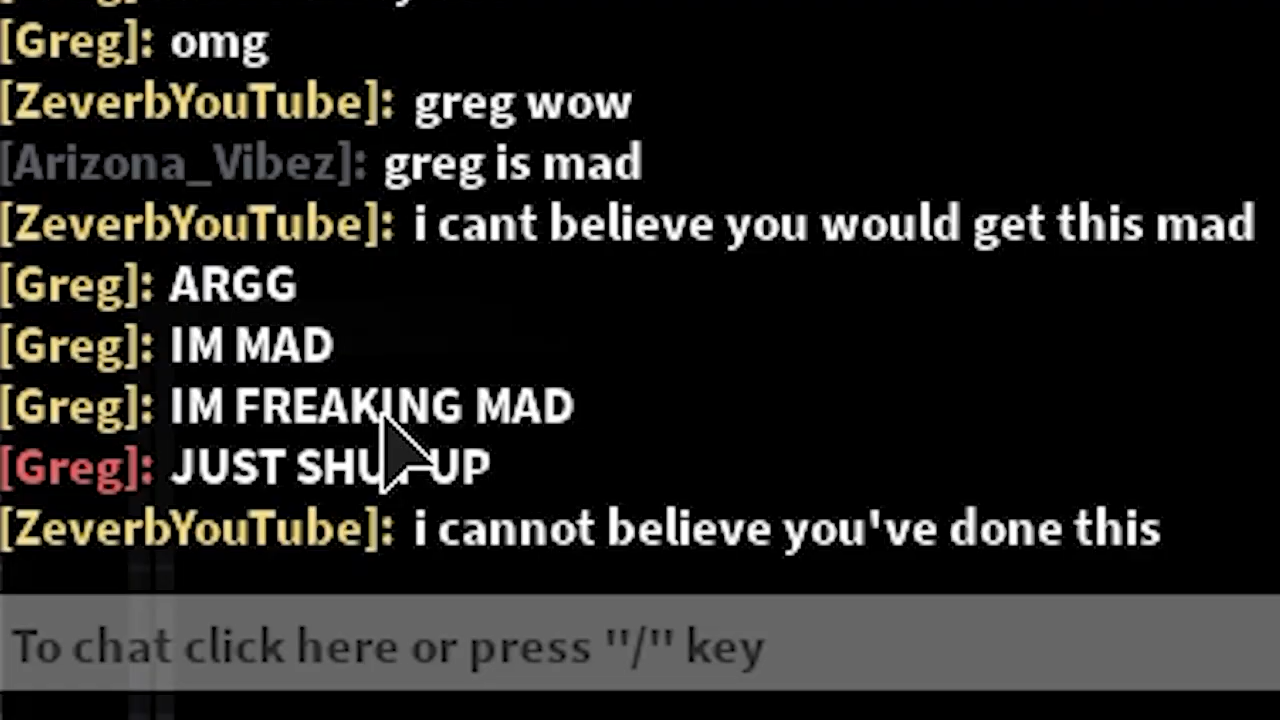 [Greg]: omg
[ZeverbYouTube]: greg wow
[Arizona_Vibez]: greg is mad
[ZeverbYouTube]: i cant believe you would get this mad
[Greg]: ARGG
[Greg]: IM MAD
[Greg]: IM FREAKING MAD
[Greg]: JUST SHUT UP
[ZeverbYouTube]: i cannot believe you've done this
To chat click here or press "/" key